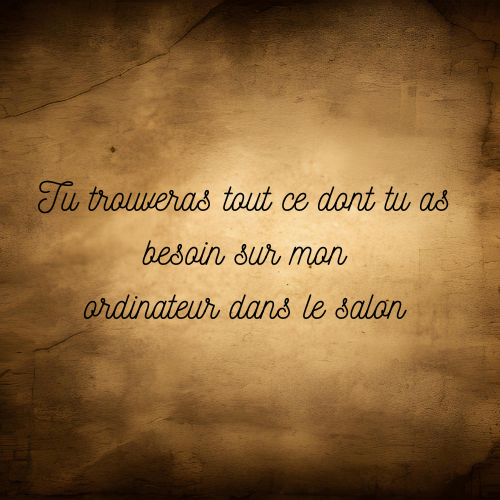 Tu trouveras tout ce dont tu as
besoin sur mon
ordinateur dans le salon